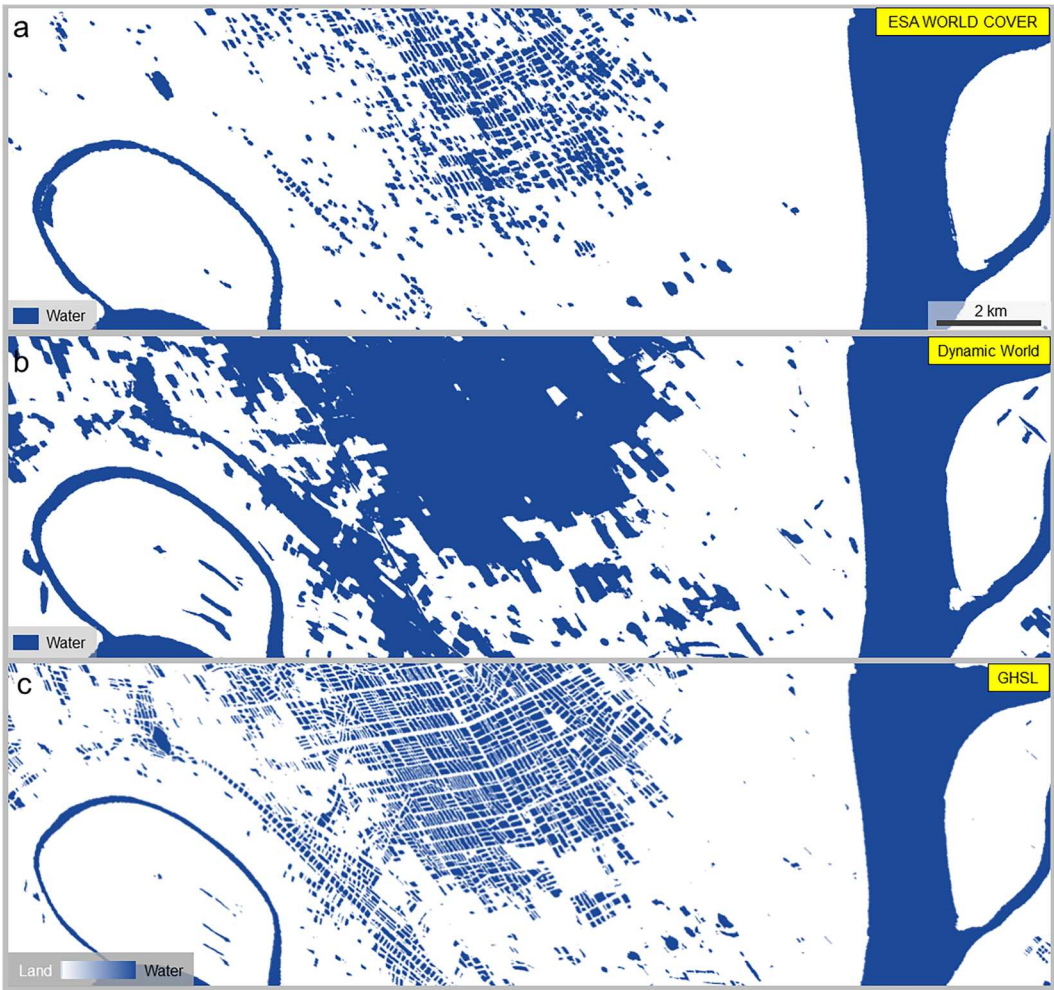 a
ESA WORLD COVER
Water
2 km
b
Dynamic World
Water
c
GHSL
Land Water